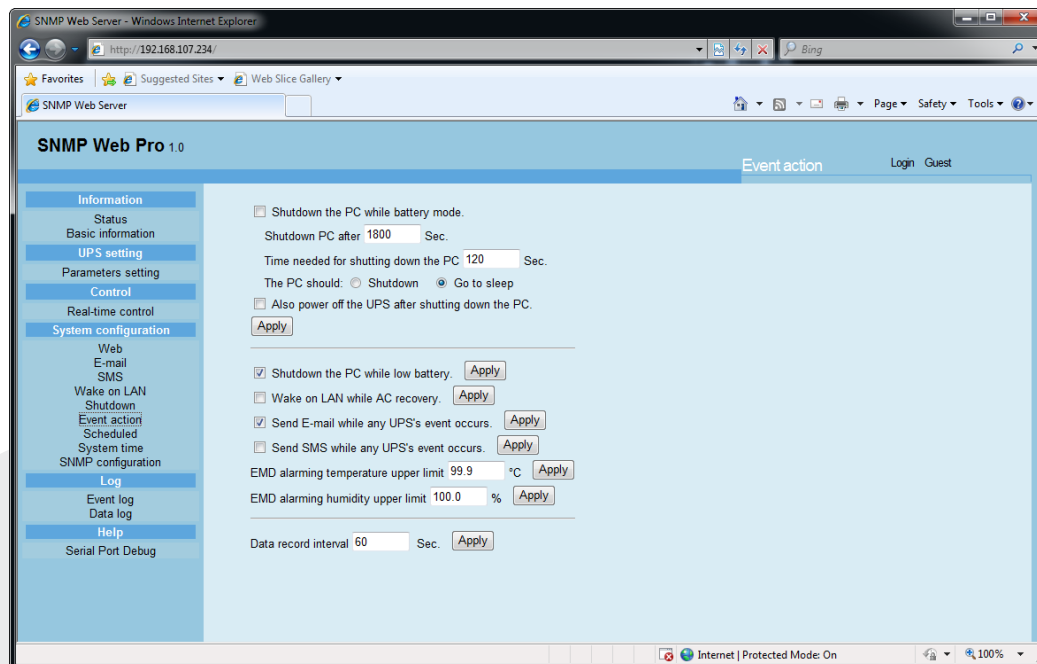 SNMP Web Server - Windows Internet Explorer
http://192.168.107.234/
Bing
Favorites Suggested Sites Web Slice Gallery
SNMP Web Server
Page Safety Tools
SNMP Web Pro 1.0
Event action Login Guest
Information
Status
Basic information
UPS setting
Parameters setting
Control
Real-time control
System configuration
Web
E-mail
SMS
Wake on LAN
Shutdown
Event action
Scheduled
System time
SNMP configuration
Log
Event log
Data log
Help
Serial Port Debug
Shutdown the PC while battery mode.
Shutdown PC after 1800 Sec.
Time needed for shutting down the PC 120 Sec.
The PC should: Shutdown Go to sleep
Also power off the UPS after shutting down the PC.
Apply
Shutdown the PC while low battery. Apply
Wake on LAN while AC recovery. Apply
Send E-mail while any UPS's event occurs. Apply
Send SMS while any UPS's event occurs. Apply
EMD alarming temperature upper limit 99.9 °C Apply
EMD alarming humidity upper limit 100.0 % Apply
Data record interval 60 Sec. Apply
Internet | Protected Mode: On 100%